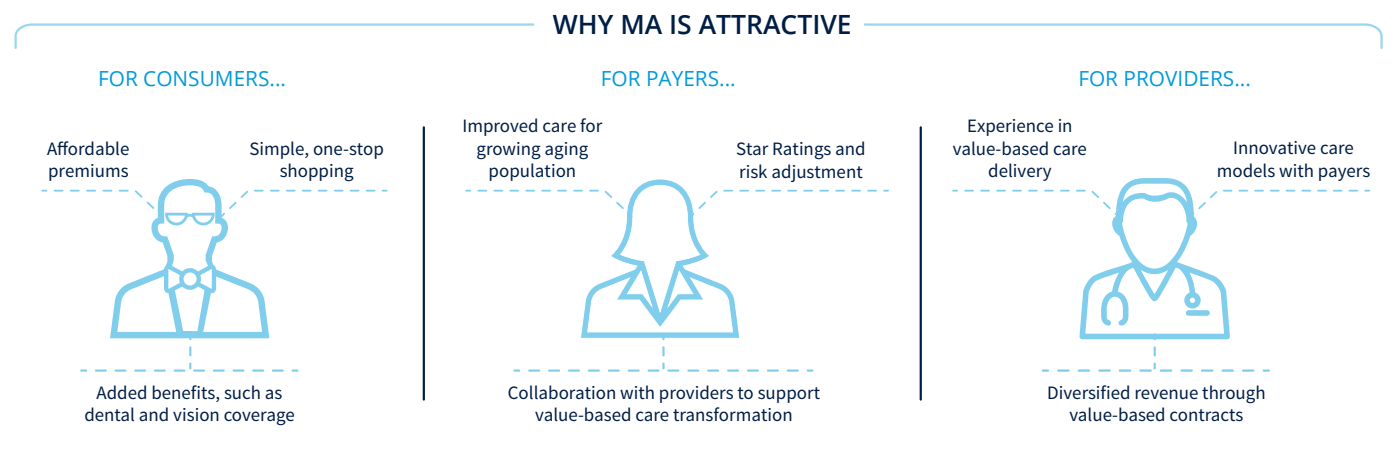 WHY MA IS ATTRACTIVE
FOR CONSUMERS...
Affordable
premiums
Simple, one-stop
shopping
Added benefits, such as
dental and vision coverage
FOR PAYERS...
Improved care for
growing aging
population
Star Ratings and
risk adjustment
Collaboration with providers to support
value-based care transformation
FOR PROVIDERS...
Experience in
value-based care
delivery
Innovative care
models with payers
Diversified revenue through
value-based contracts